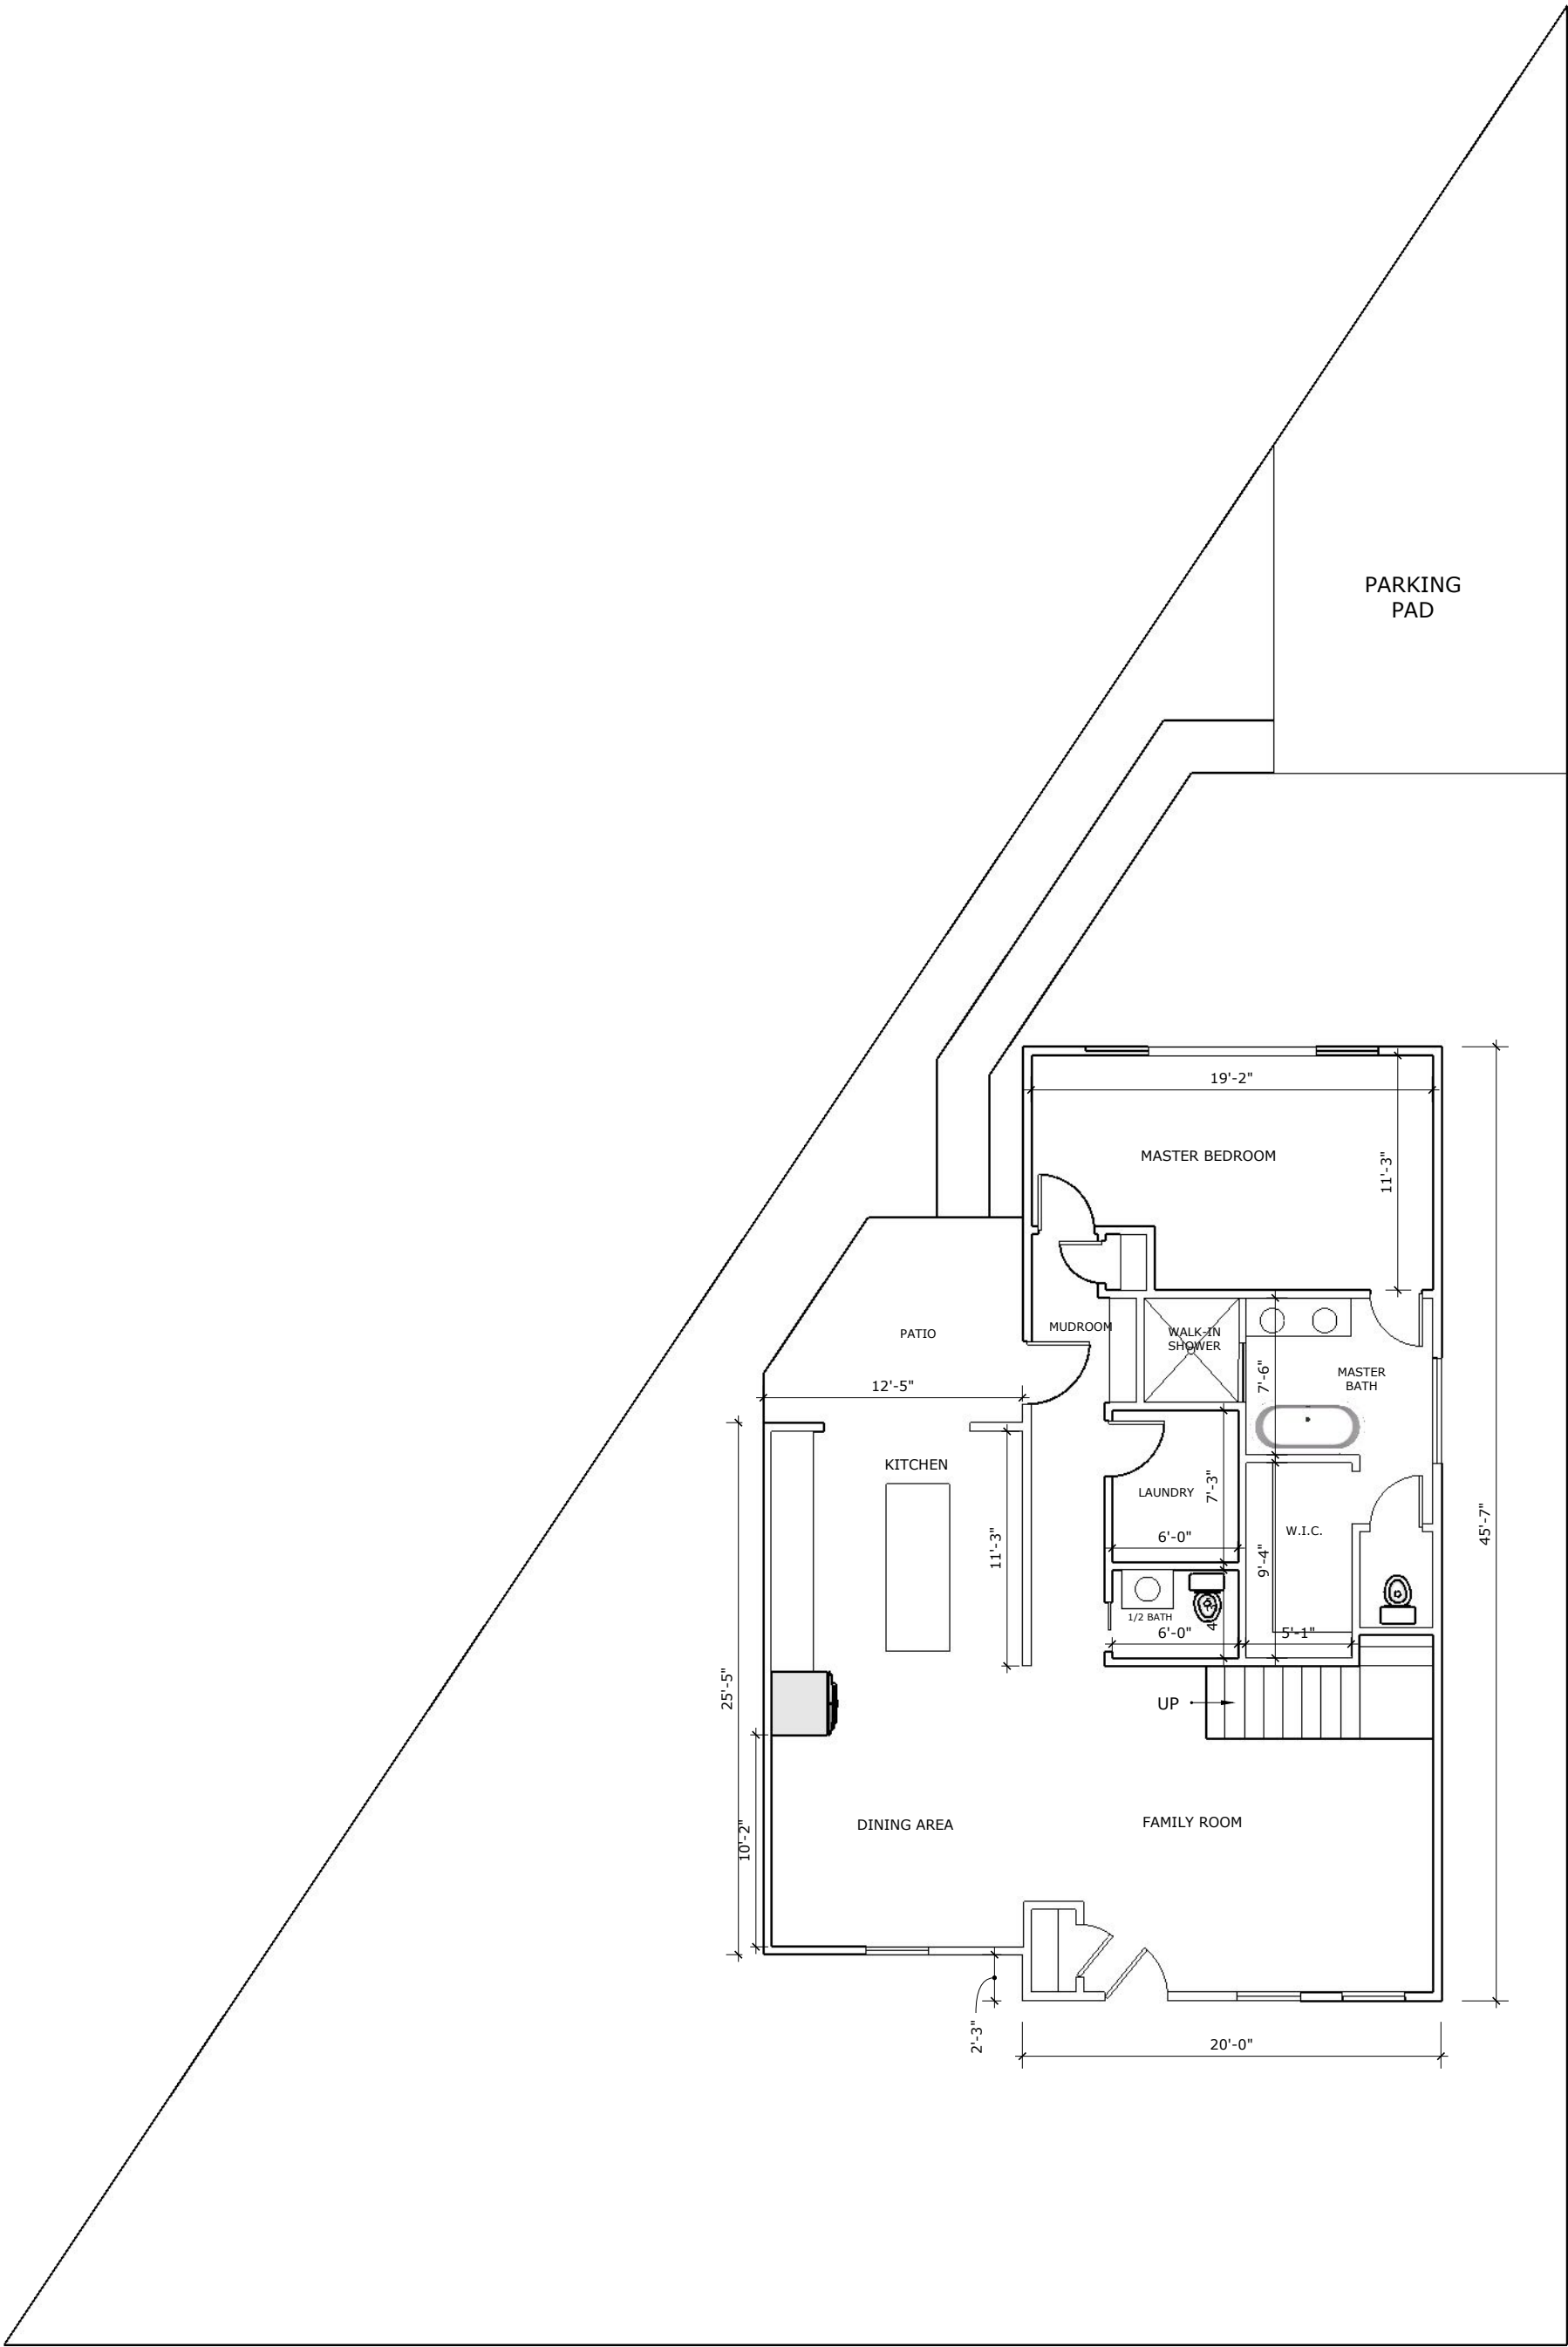 PARKING
PAD
19'-2"
MASTER BEDROOM
11'-3"
PATIO
MUDROOM
WALK-IN
SHOWER
12'-5"
7'-6"
MASTER
BATH
KITCHEN
LAUNDRY
7'-3"
6'-0"
W.I.C.
11'-3"
9'-4"
45'-7"
1/2 BATH
6'-0"
5'-1"
25'-5"
UP
10'-2"
DINING AREA
FAMILY ROOM
2'-3"
20'-0"